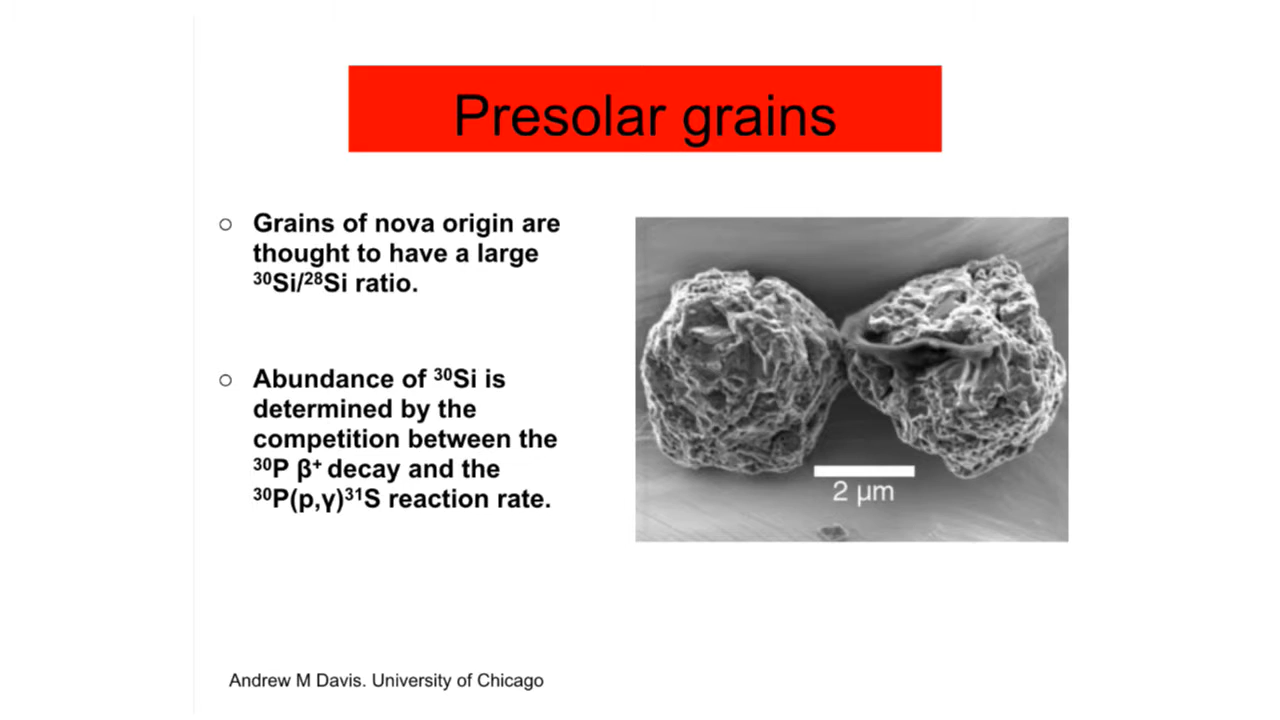 Presolar grains
○ Grains of nova origin are
thought to have a large
³⁰Si/²⁸Si ratio.
○ Abundance of ³⁰Si is
determined by the
competition between the
³⁰P β⁺ decay and the
³⁰P(p,γ)³¹S reaction rate.
2 μm
Andrew M Davis. University of Chicago